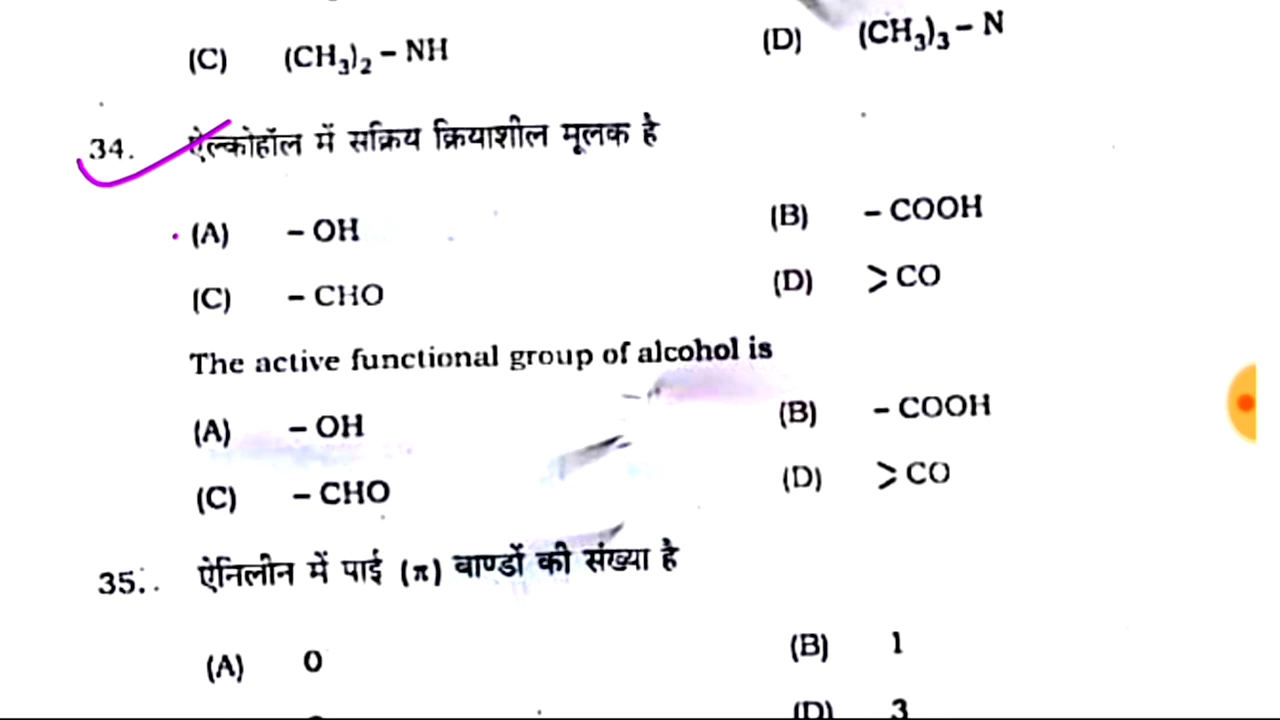 (C) (CH₃)₂ – NH (D) (CH₃)₃ – N
34. ऐल्कोहॉल में सक्रिय क्रियाशील मूलक है
(A) – OH (B) – COOH
(C) – CHO (D) >CO
The active functional group of alcohol is
(A) – OH (B) – COOH
(C) – CHO (D) >CO
35. ऐनिलीन में पाई (π) बाण्डों की संख्या है
(A) 0 (B) 1
(D) 3